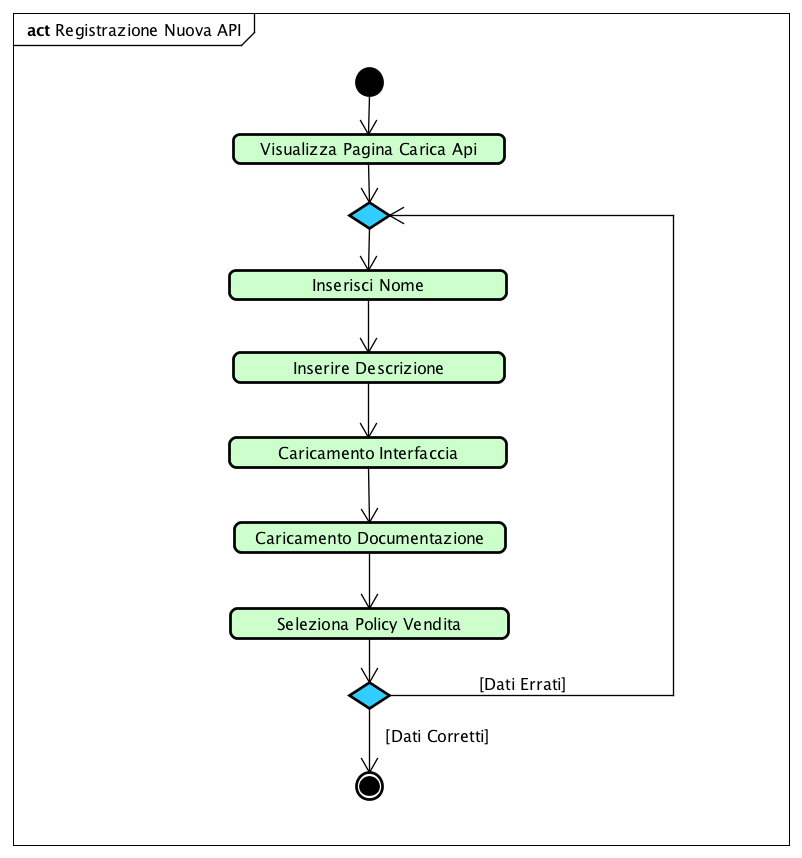 act Registrazione Nuova API
Visualizza Pagina Carica Api
Inserisci Nome
Inserire Descrizione
Caricamento Interfaccia
Caricamento Documentazione
Seleziona Policy Vendita
[Dati Errati]
[Dati Corretti]